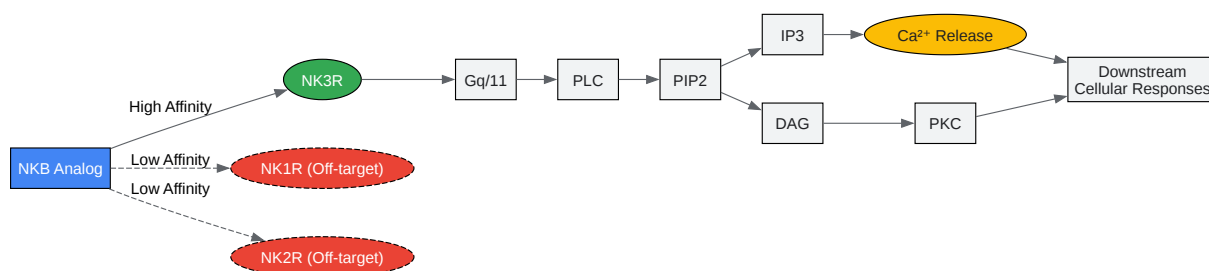 IP3
Ca²⁺ Release
NK3R
Gq/11
PLC
PIP2
Downstream
Cellular Responses
High Affinity
DAG
PKC
NKB Analog
Low Affinity
NK1R (Off-target)
Low Affinity
NK2R (Off-target)